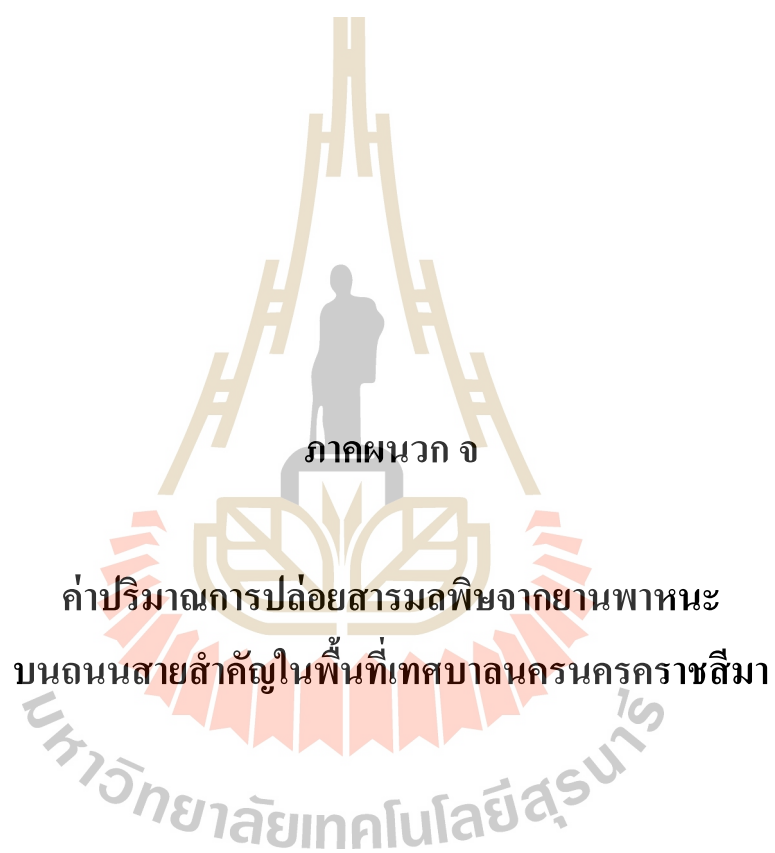 ภาคผนวก จ
ค่าปริมาณการปล่อยสารมลพิษจากยานพาหนะ
บนถนนสายสำคัญในพื้นที่เทศบาลนครนครคราชสีมา
มหาวิทยาลัยเทคโนโลยีสุรนารี